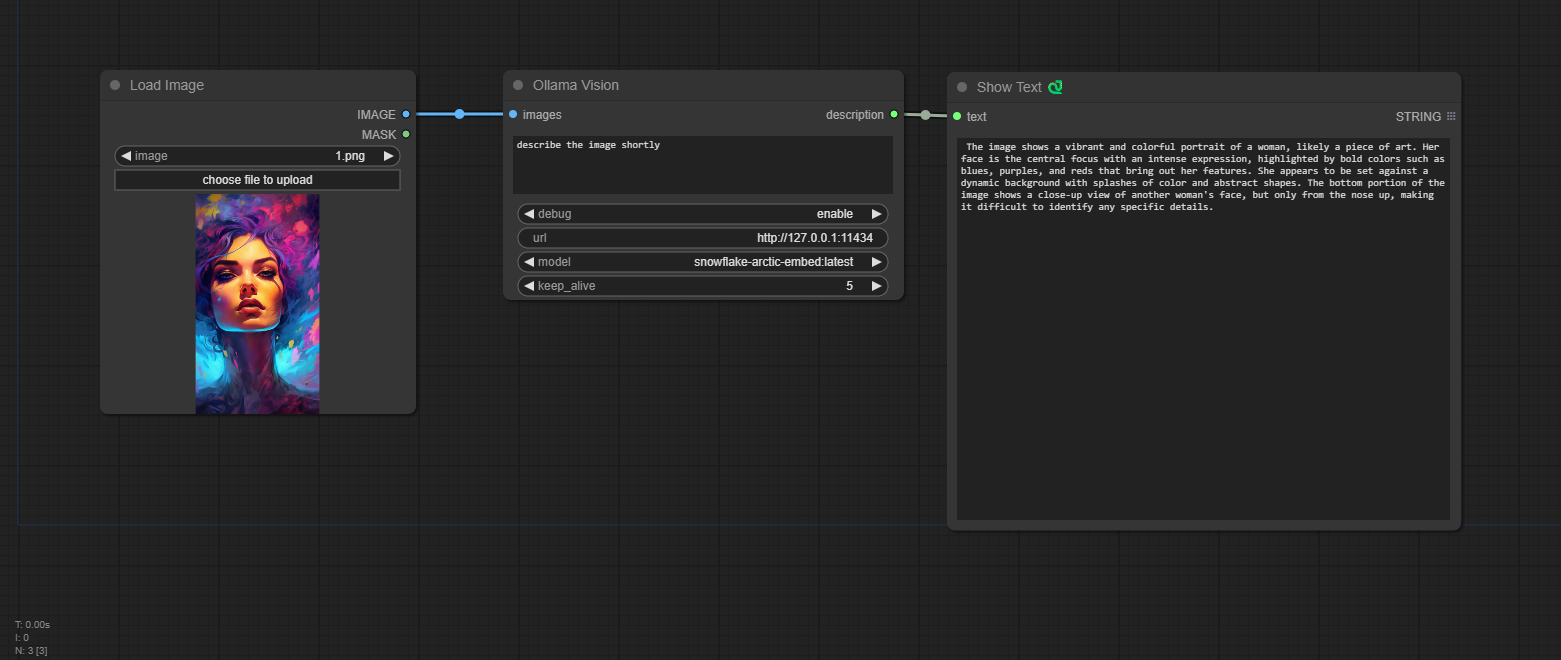 Load Image
IMAGE
MASK
image 1.png
choose file to upload
Ollama Vision
images description
describe the image shortly
debug enable
url http://127.0.0.1:11434
model snowflake-arctic-embed:latest
keep_alive 5
Show Text
text STRING
The image shows a vibrant and colorful portrait of a woman, likely a piece of art. Her
face is the central focus with an intense expression, highlighted by bold colors such as
blues, purples, and reds that bring out her features. She appears to be set against a
dynamic background with splashes of color and abstract shapes. The bottom portion of the
image shows a close-up view of another woman's face, but only from the nose up, making
it difficult to identify any specific details.
T: 0.00s
I: 0
N: 3 [3]